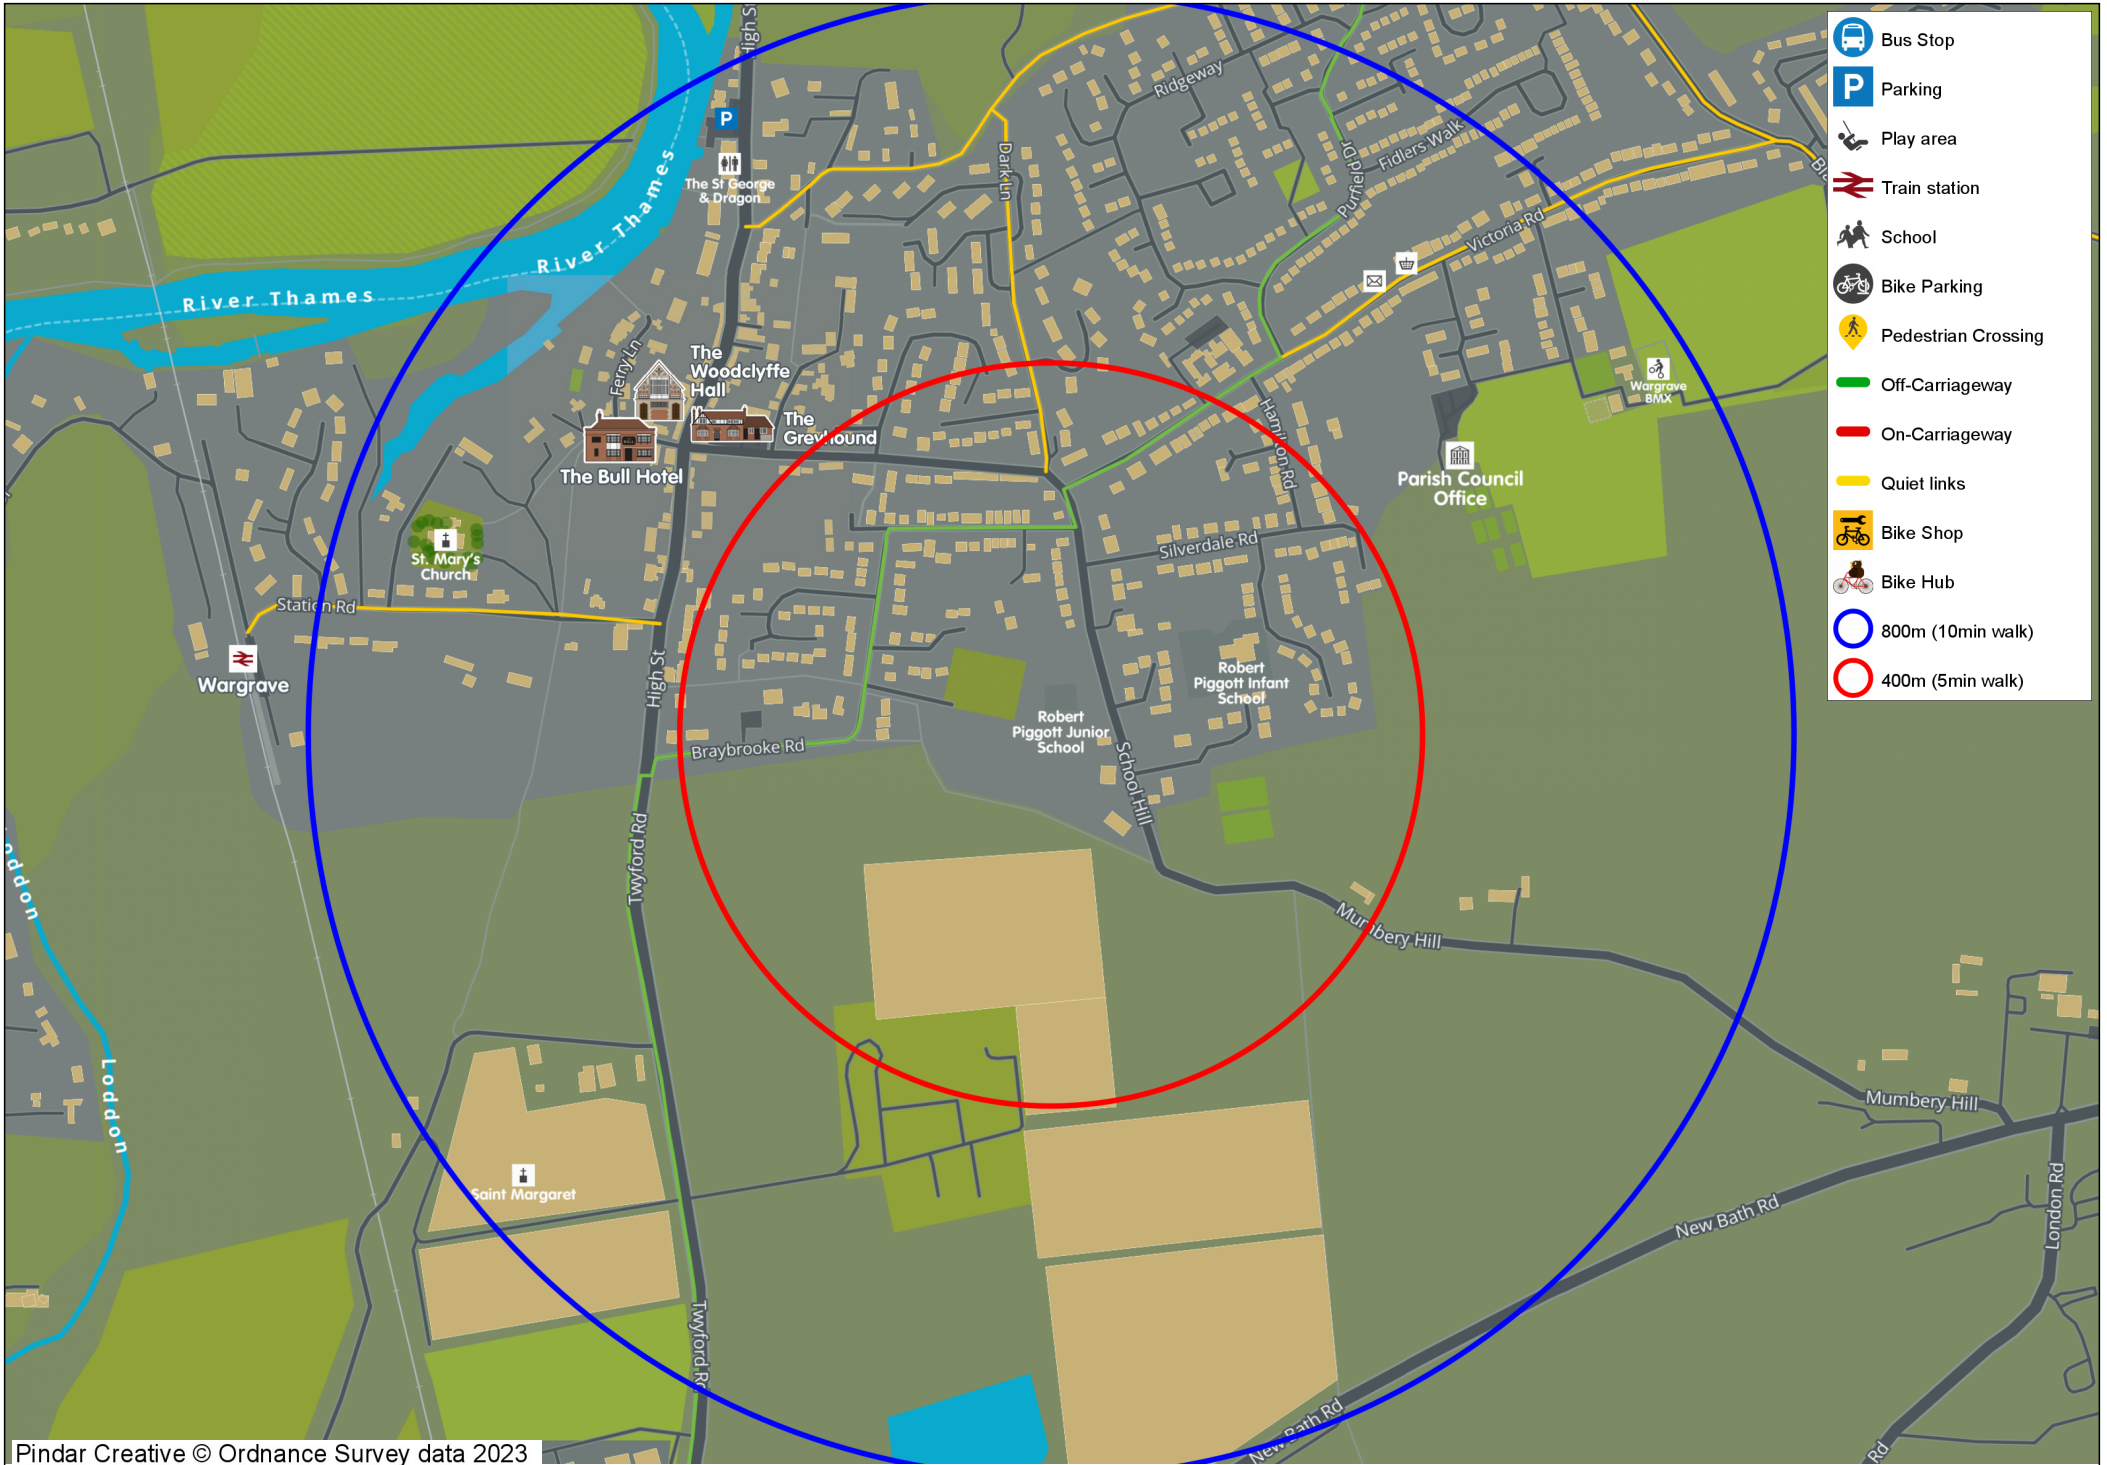 High St
Ridgeway
Dark Ln
Purfield Dr
Fidlers Walk
Victoria Rd
The St George
& Dragon
River Thames
River Thames
Ferry Ln
The
Woodclyffe
Hall
The
Greyhound
The Bull Hotel
Hamilton Rd
Wargrave
BMX
Parish Council
Office
St. Mary's
Church
Silverdale Rd
Station Rd
Wargrave
High St
Robert
Piggott Infant
School
Robert
Piggott Junior
School
Braybrooke Rd
School Hill
Twyford Rd
Mumbery Hill
Loddon
Mumbery Hill
Saint Margaret
New Bath Rd
London Rd
Twyford Rd
New Bath Rd
Rd
Bus Stop
P Parking
Play area
Train station
School
Bike Parking
Pedestrian Crossing
Off-Carriageway
On-Carriageway
Quiet links
Bike Shop
Bike Hub
800m (10min walk)
400m (5min walk)
P
Pindar Creative © Ordnance Survey data 2023